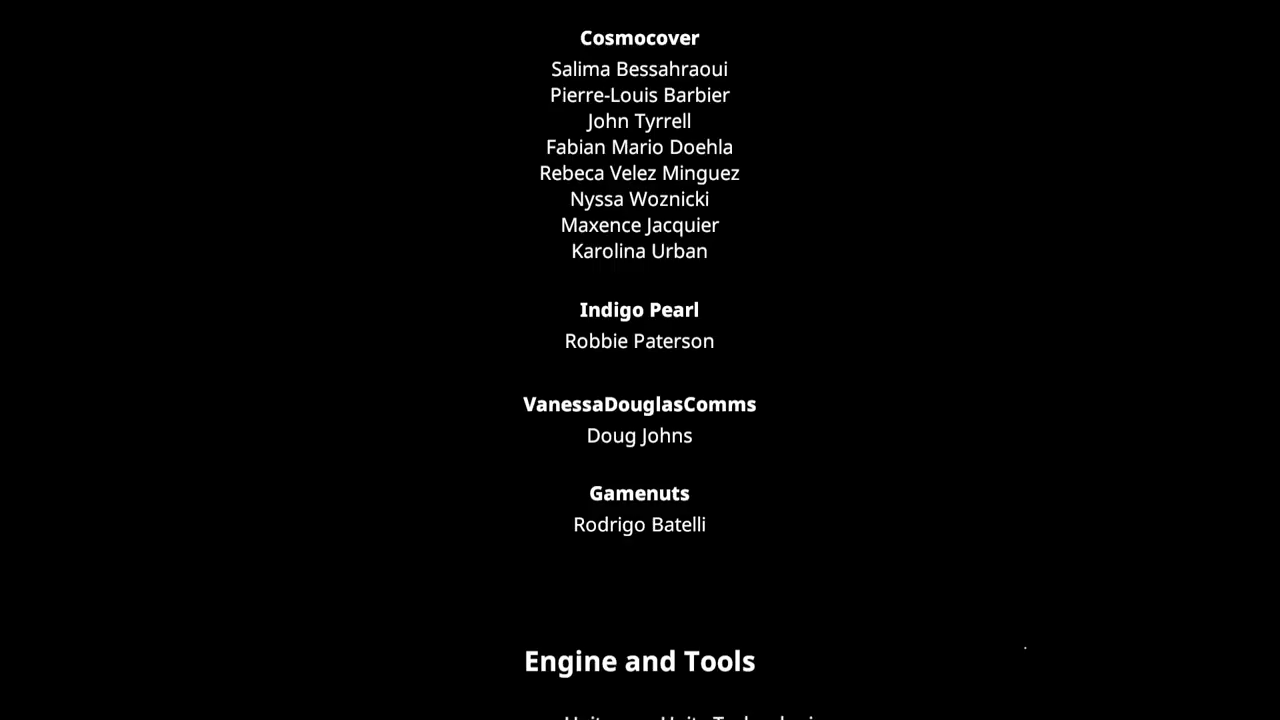 Cosmocover
Salima Bessahraoui
Pierre-Louis Barbier
John Tyrrell
Fabian Mario Doehla
Rebeca Velez Minguez
Nyssa Woznicki
Maxence Jacquier
Karolina Urban
Indigo Pearl
Robbie Paterson
VanessaDouglasComms
Doug Johns
Gamenuts
Rodrigo Batelli
Engine and Tools